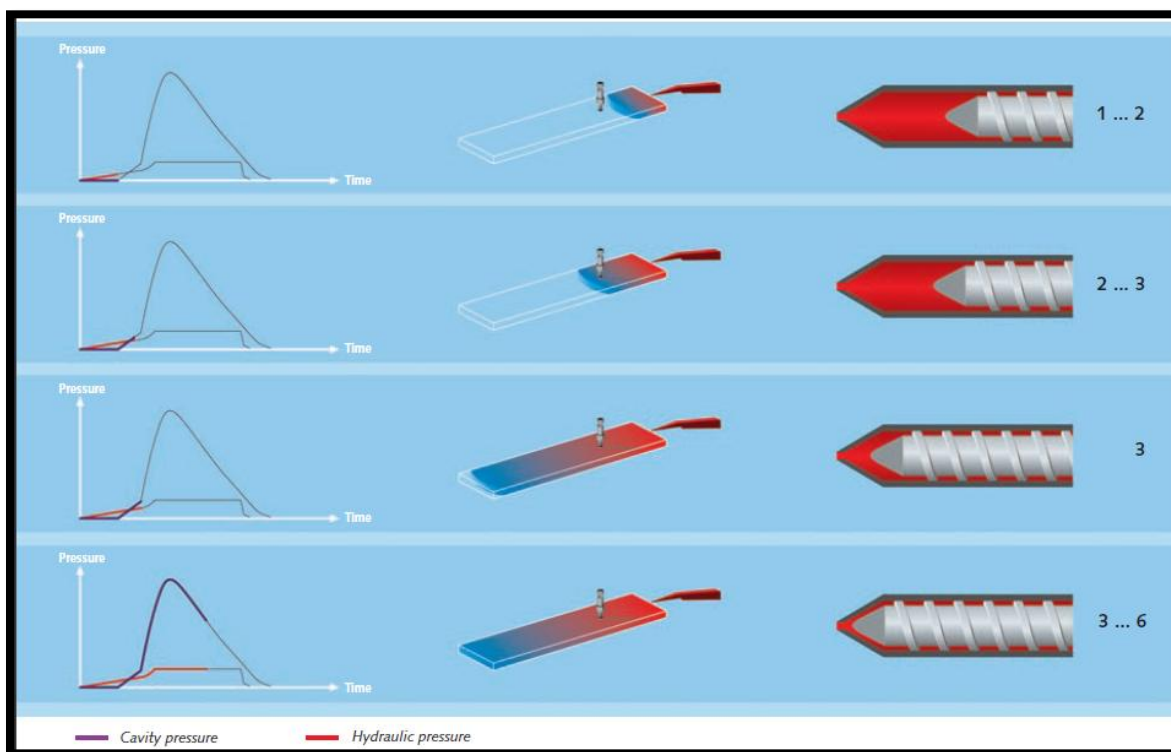 Pressure
Time
1 ... 2
Pressure
Time
2 ... 3
Pressure
Time
3
Pressure
Time
3 ... 6
Cavity pressure
Hydraulic pressure